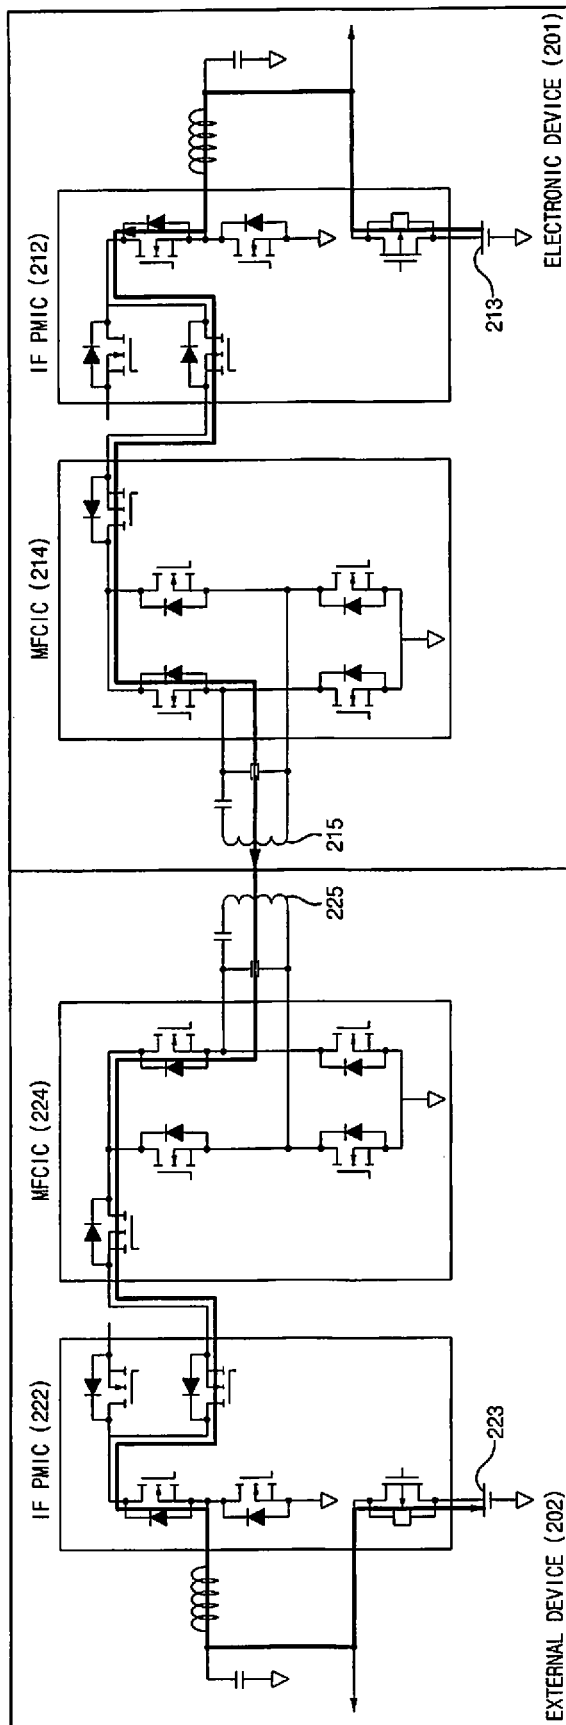 EXTERNAL DEVICE (202)
IF PMIC (222)
223
MFCIC (224)
225
215
MFCIC (214)
IF PMIC (212)
213
ELECTRONIC DEVICE (201)